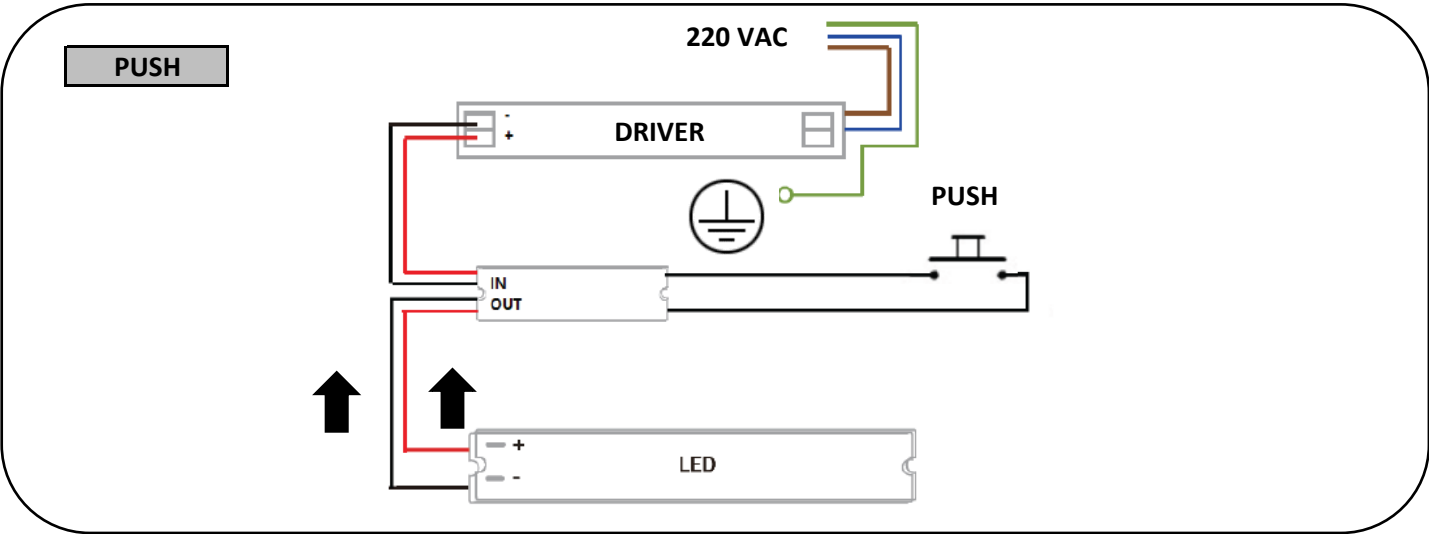 220 VAC
PUSH
-
DRIVER
+
PUSH
IN
OUT
+
LED
-